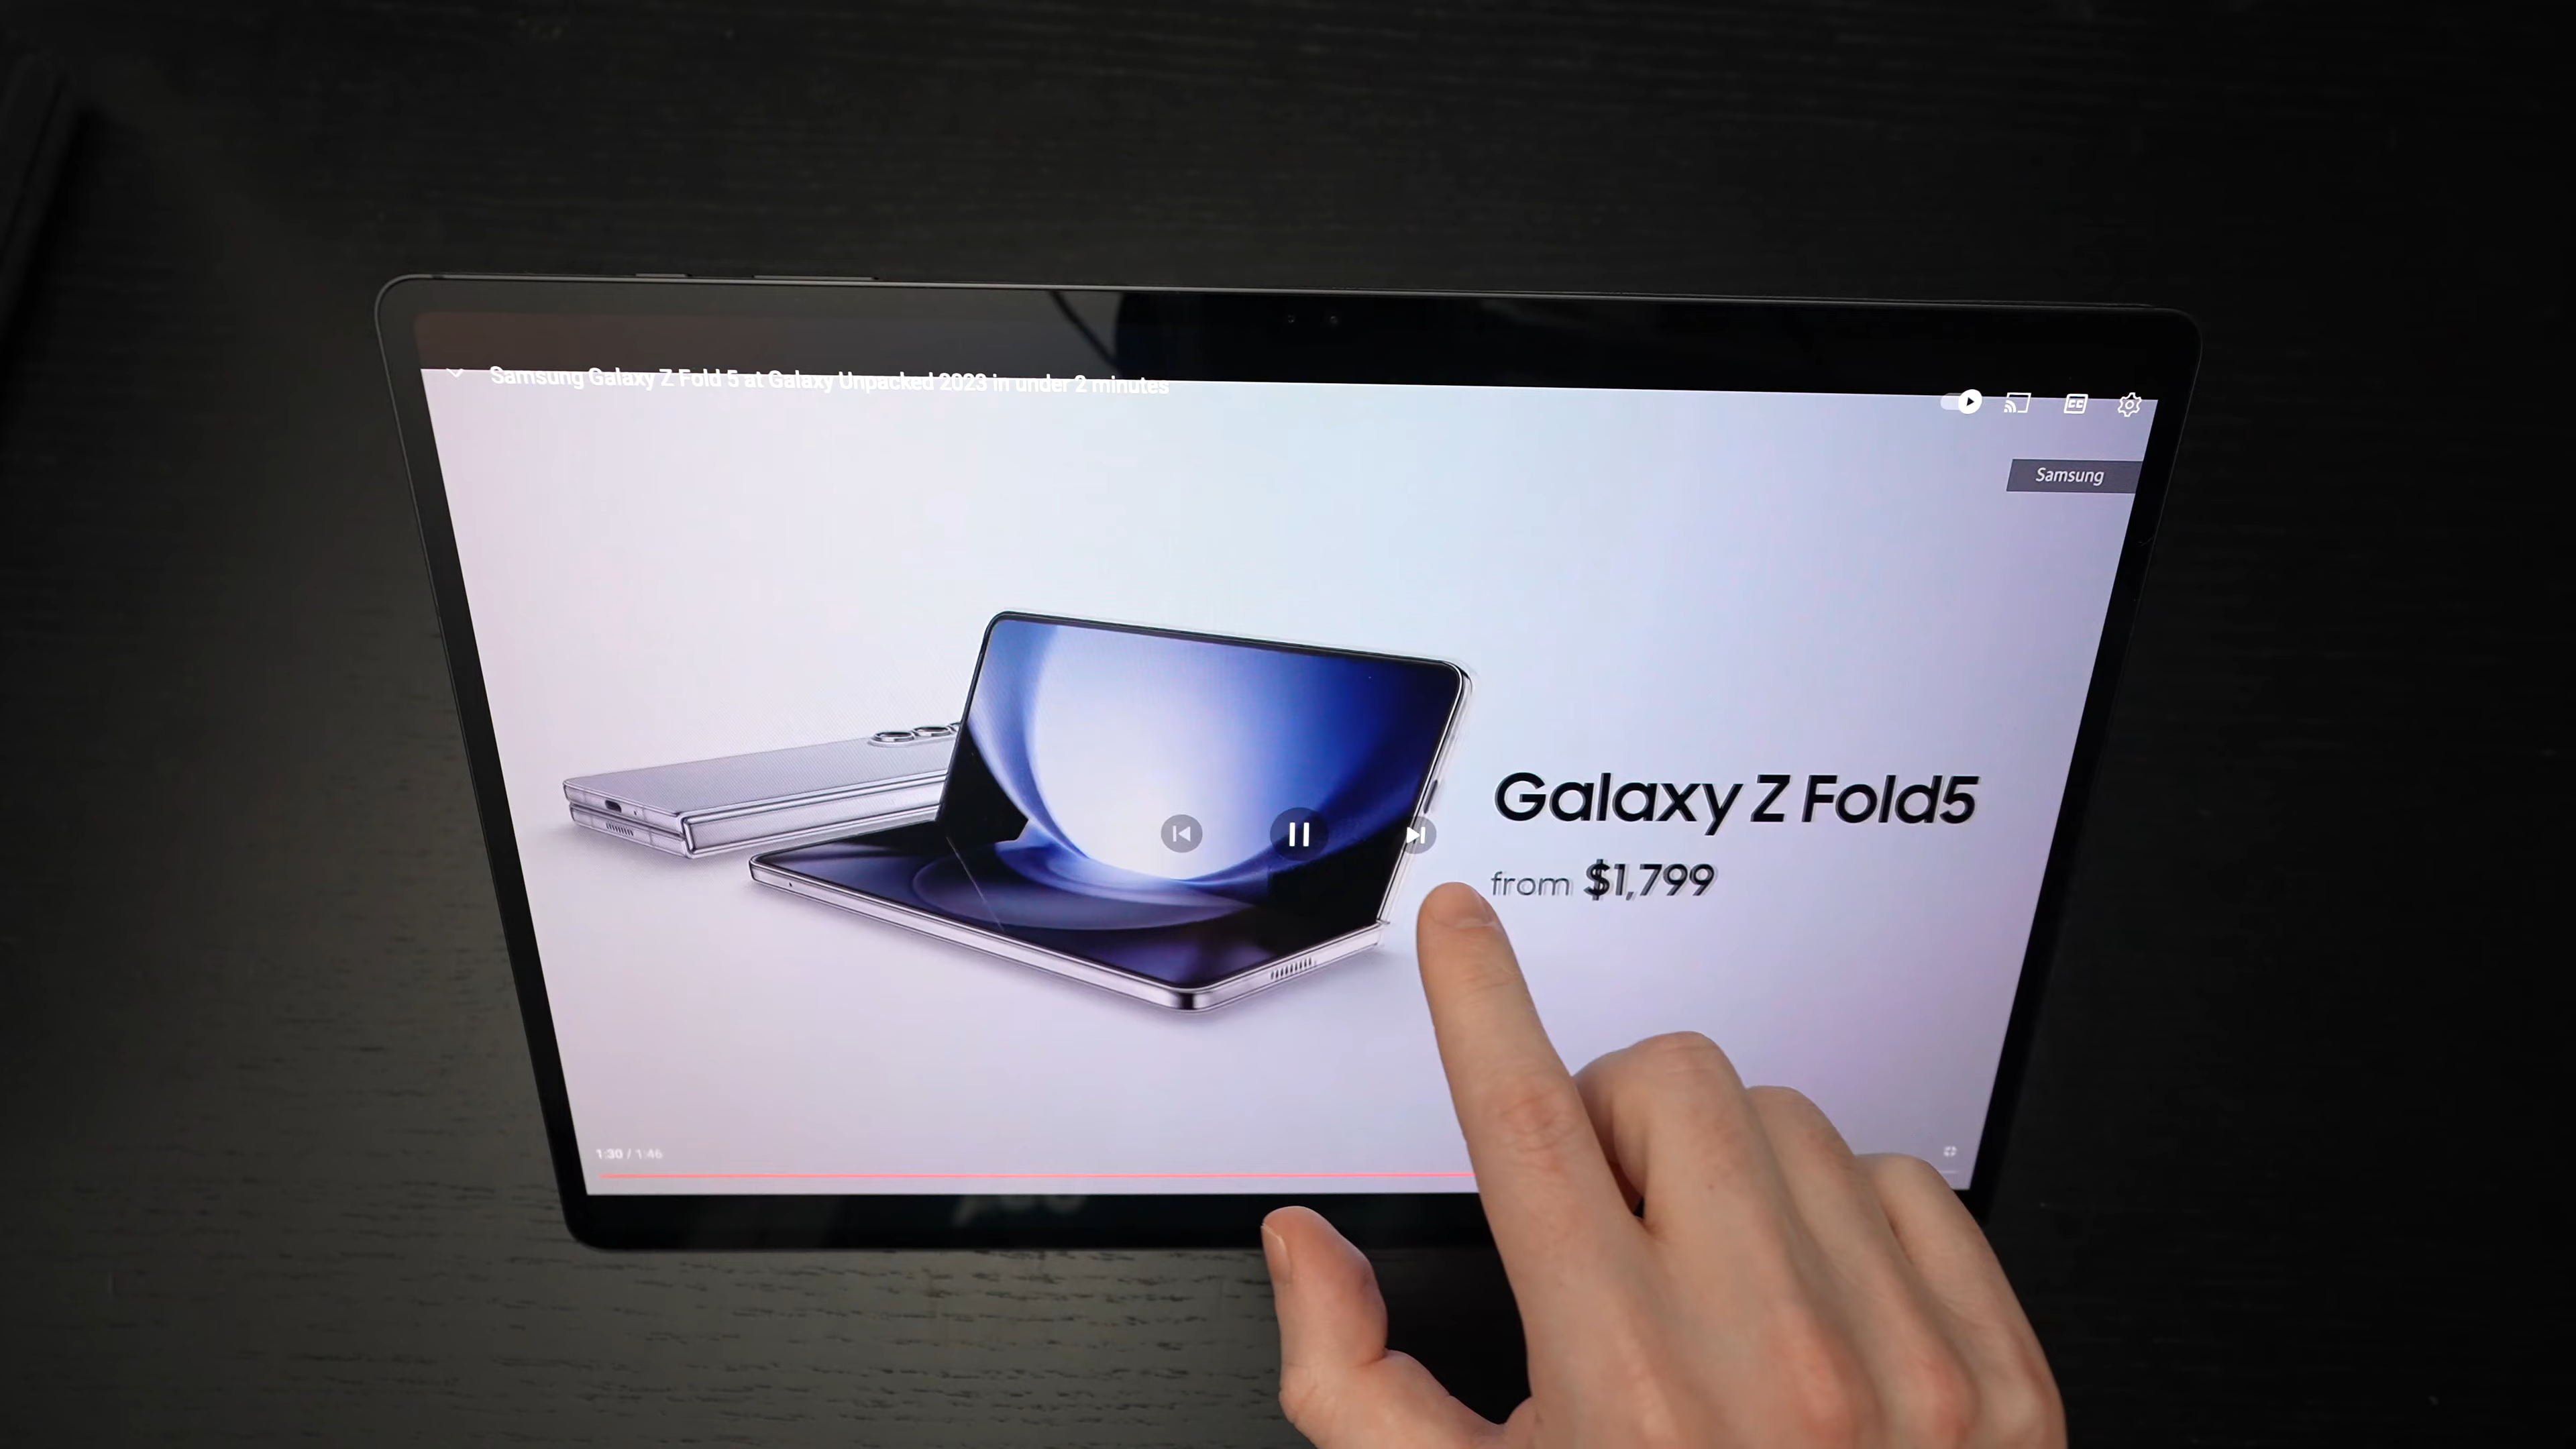 Samsung Galaxy Z Fold 5 at Galaxy Unpacked 2023 in under 2 minutes
CC
Samsung
Galaxy Z Fold5
from $1,799
1:30 / 1:46